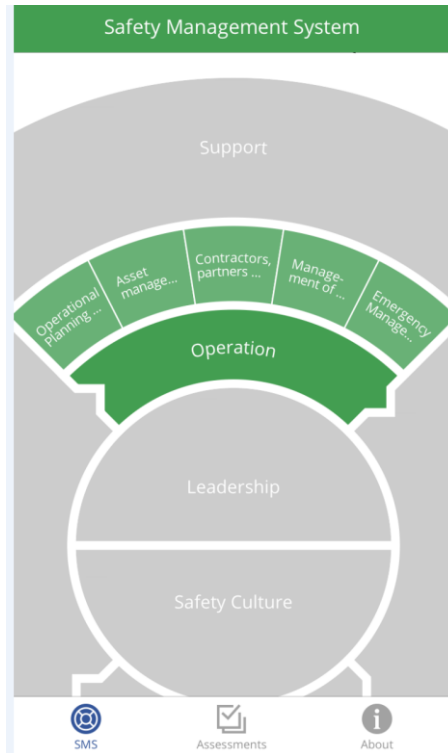 Safety Management System
Support
Operational
Planning ...
Asset
manage...
Contractors,
partners ...
Manage-
ment of ...
Emergency
Manage...
Operation
Leadership
Safety Culture
SMS
Assessments
About